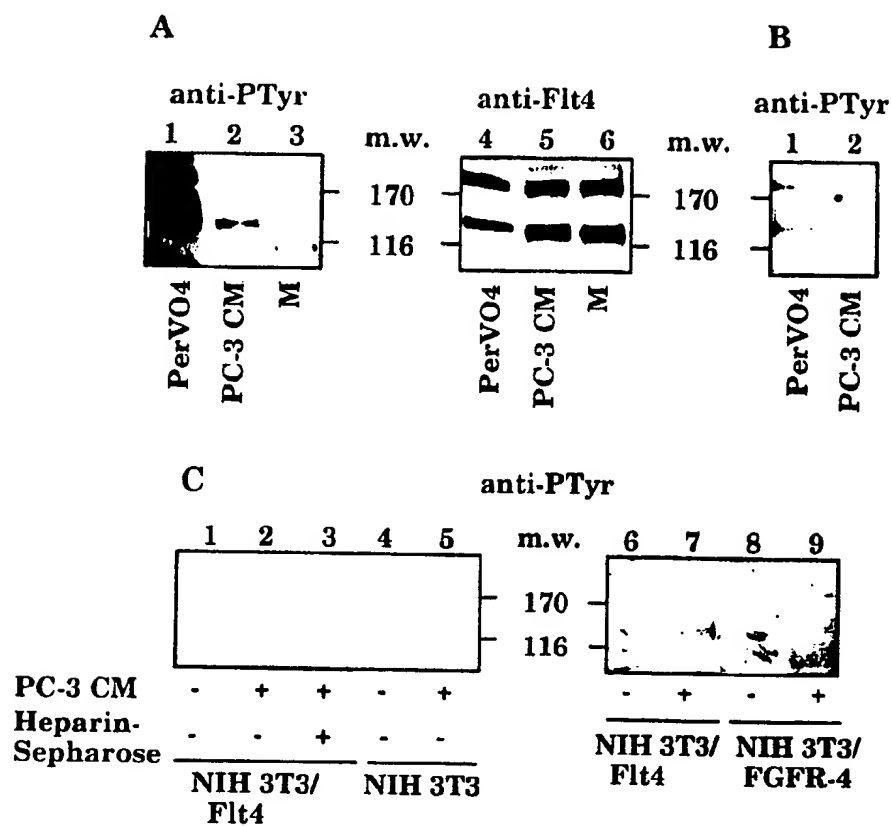 A
B
anti-PTyr
anti-Flt4
anti-PTyr
1 2 3
m.w.
4 5 6
m.w.
1 2
170
170
116
116
PerVO4
PC-3 CM
M
PerVO4
PC-3 CM
M
PerVO4
PC-3 CM
C
anti-PTyr
1 2 3 4 5
m.w.
6 7 8 9
170
116
PC-3 CM - + + - + - + - +
Heparin-
Sepharose - - + - -
NIH 3T3/
Flt4
NIH 3T3
NIH 3T3/
Flt4
NIH 3T3/
FGFR-4